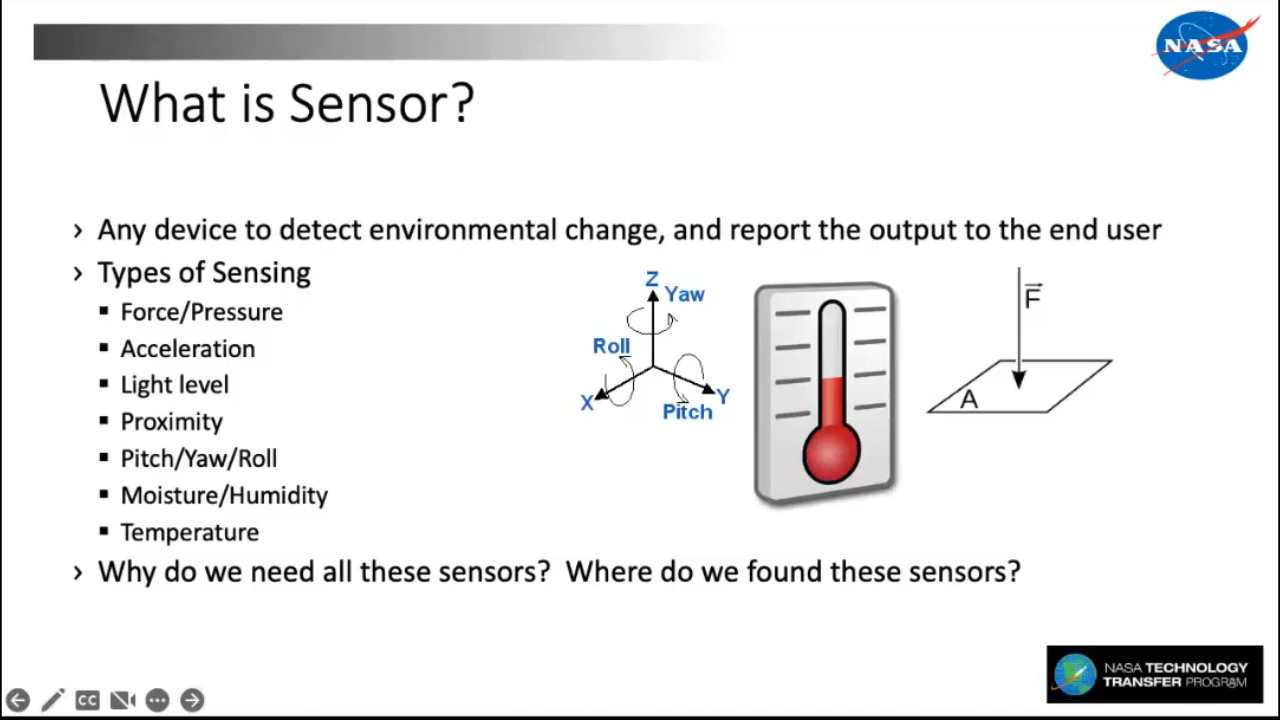 NASA
What is Sensor?
› Any device to detect environmental change, and report the output to the end user
› Types of Sensing
▪ Force/Pressure
▪ Acceleration
▪ Light level
▪ Proximity
▪ Pitch/Yaw/Roll
▪ Moisture/Humidity
▪ Temperature
Z
Yaw
Roll
X
Y
Pitch
F⃗
A
› Why do we need all these sensors?  Where do we found these sensors?
NASA TECHNOLOGY
TRANSFER PROGRAM
CC